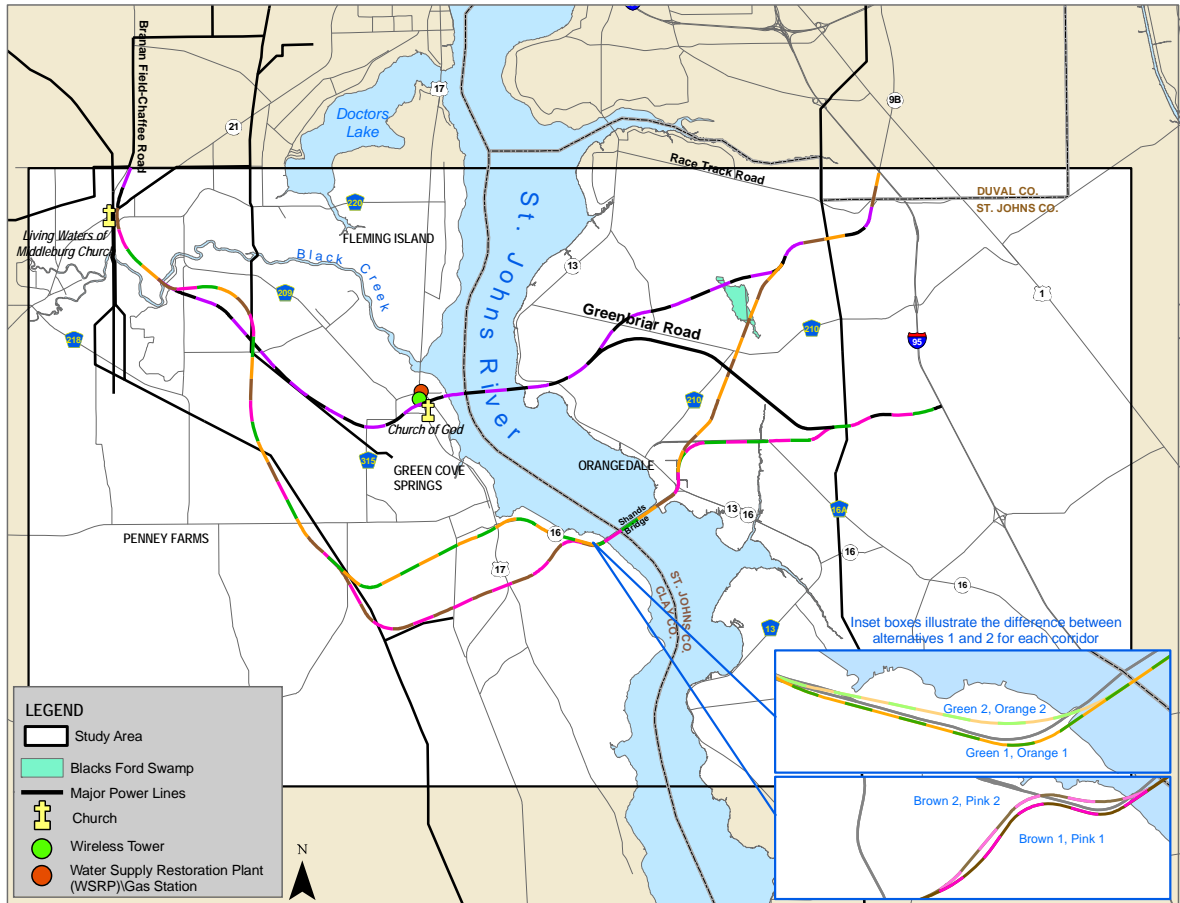 Branan Field-Chaffee Road
17
21
9B
Doctors
Lake
Race Track Road
DUVAL CO.
ST. JOHNS CO.
220
Living Waters of
Middleburg Church
FLEMING ISLAND
Black Creek
St. Johns River
13
1
209
Greenbriar Road
210
218
95
210
Church of God
315
GREEN COVE
SPRINGS
ORANGEDALE
Shands
Bridge
13
16
16A
PENNEY FARMS
16
16
17
16
ST. JOHNS CO.
CLAY CO.
13
Inset boxes illustrate the difference between
alternatives 1 and 2 for each corridor
Green 2, Orange 2
Green 1, Orange 1
Brown 2, Pink 2
Brown 1, Pink 1
LEGEND
Study Area
Blacks Ford Swamp
Major Power Lines
Church
Wireless Tower
Water Supply Restoration Plant
(WSRP)\Gas Station
N